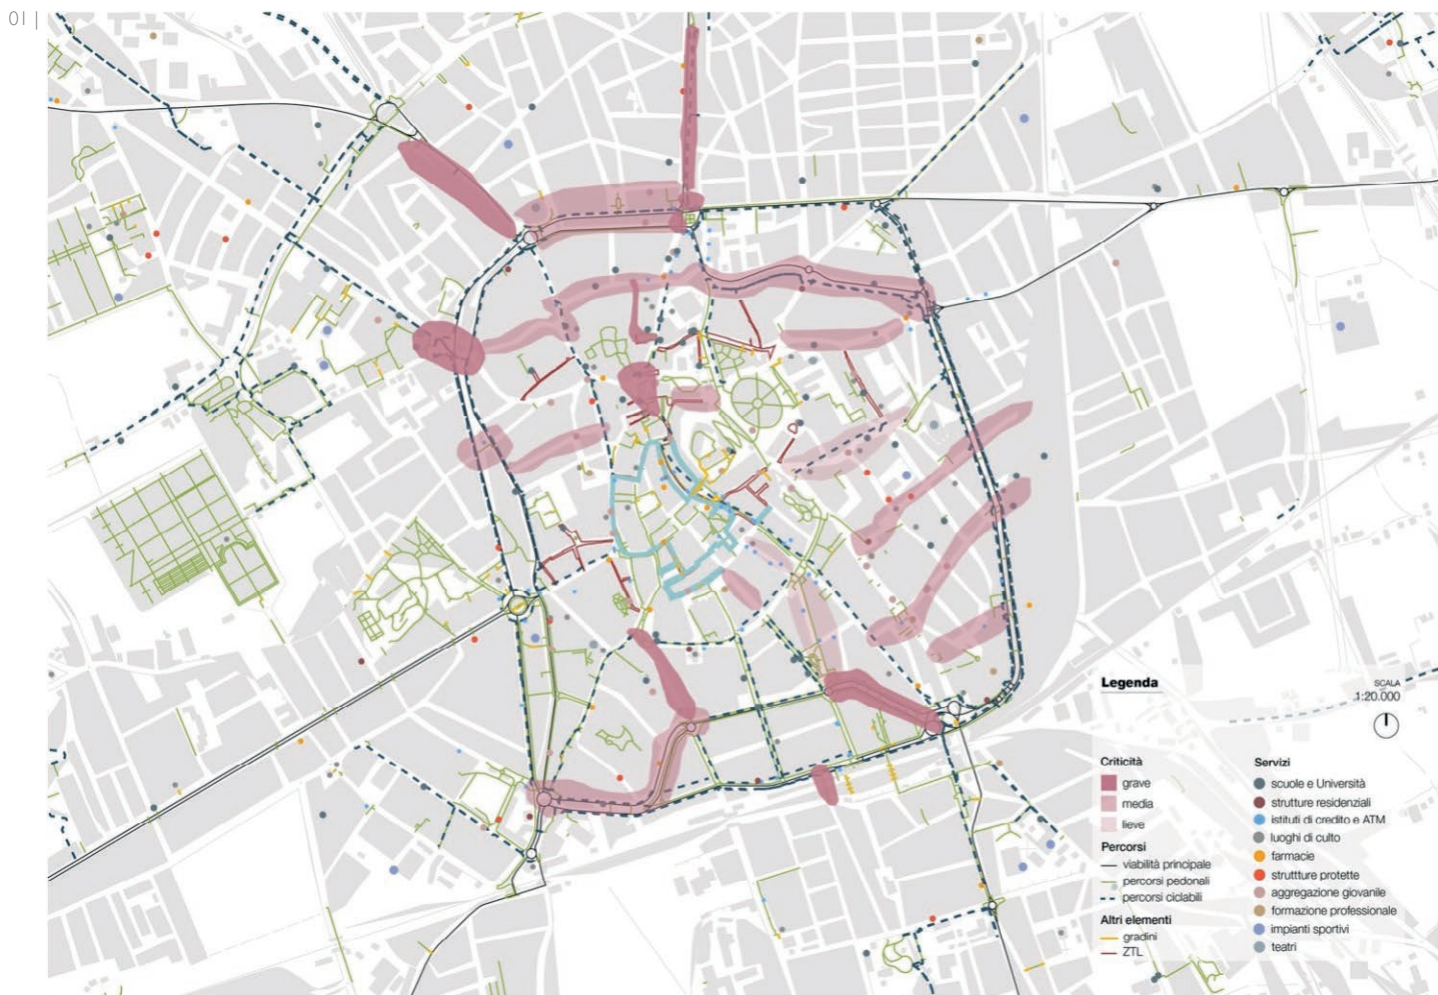 01 |
Legenda
SCALA
1:20.000
Criticità
grave
media
lieve
Percorsi
viabilità principale
percorsi pedonali
percorsi ciclabili
Altri elementi
gradini
ZTL
Servizi
scuole e Università
strutture residenziali
istituti di credito e ATM
luoghi di culto
farmacie
struttture protette
aggregazione giovanile
formazione professionale
impianti sportivi
teatri